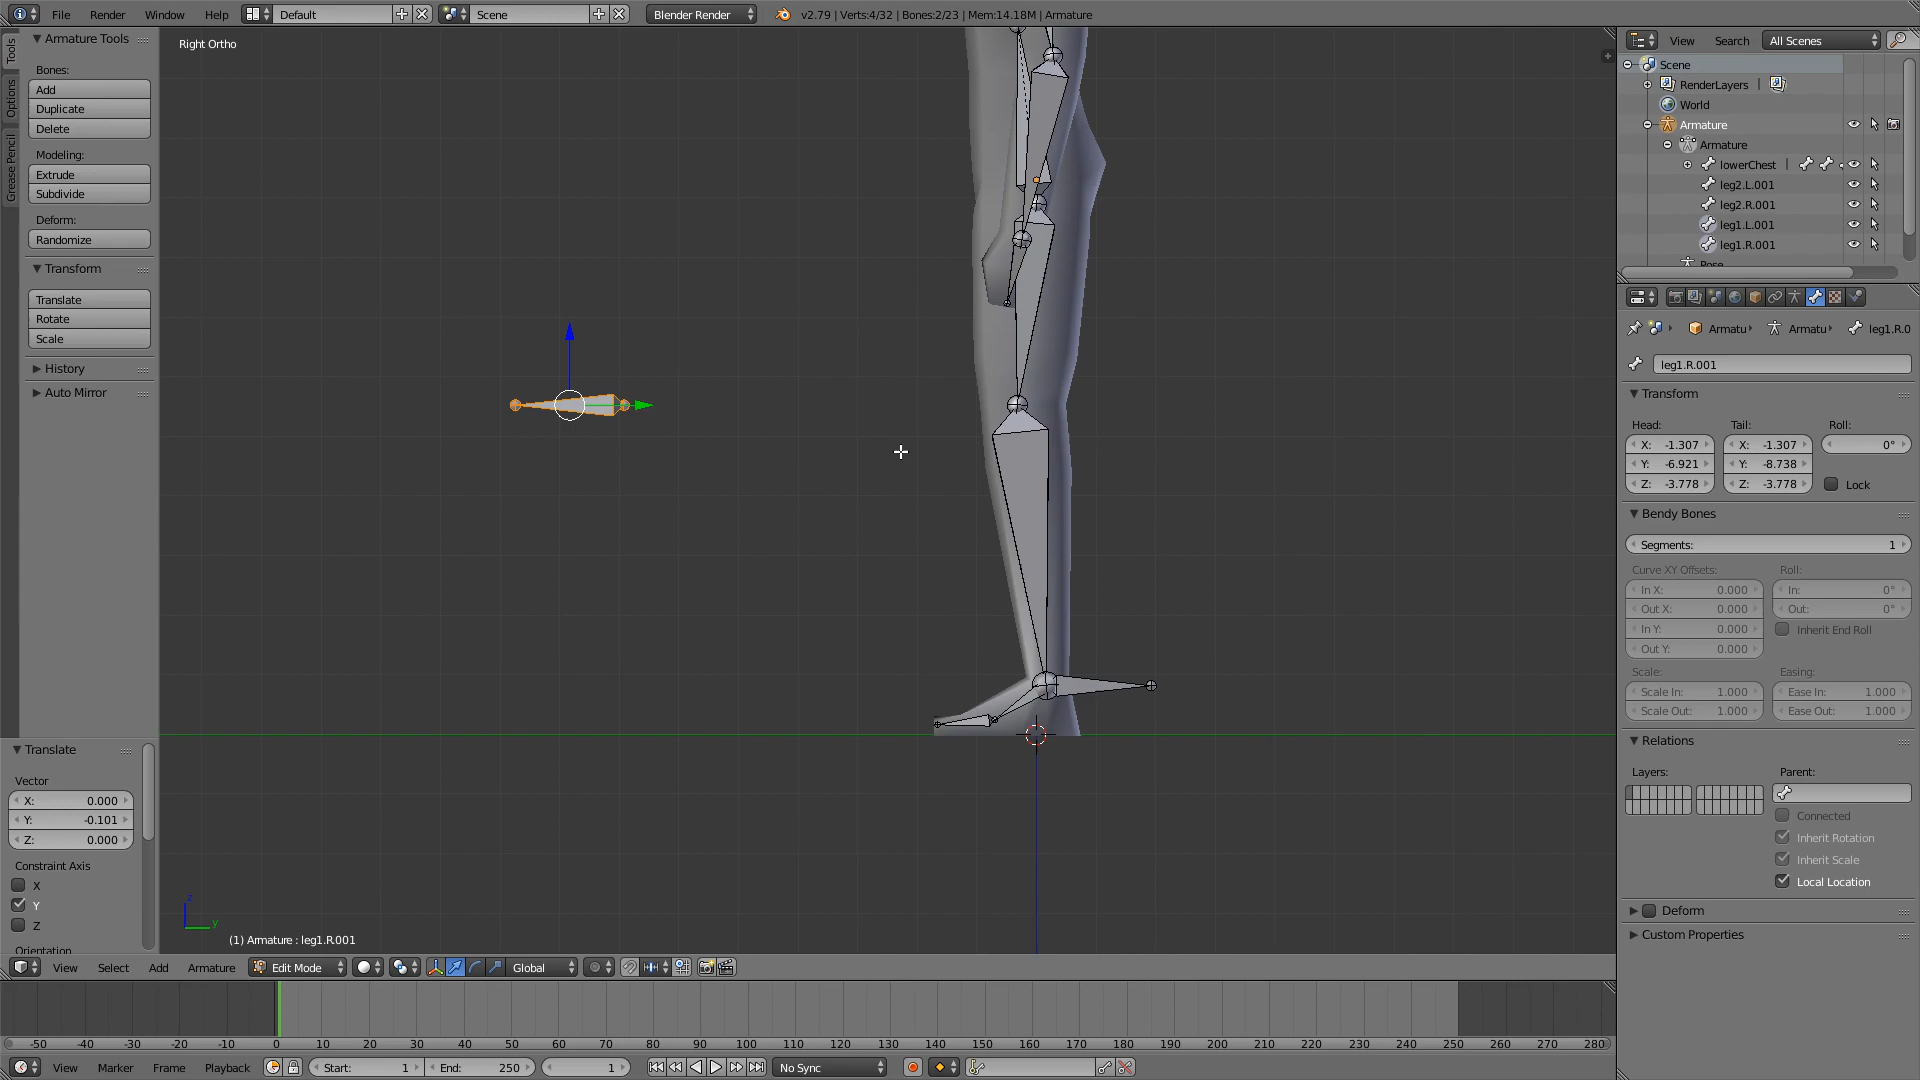 File Render Window Help Default Scene Blender Render v2.79 | Verts:4/32 | Bones:2/23 | Mem:14.18M | Armature
Tools
Options
Grease Pencil
Armature Tools
Bones:
Add
Duplicate
Delete
Modeling:
Extrude
Subdivide
Deform:
Randomize
Transform
Translate
Rotate
Scale
History
Auto Mirror
Translate
Vector
X: 0.000
Y: -0.101
Z: 0.000
Constraint Axis
X
Y
Z
Orientation
Right Ortho
z
y
(1) Armature : leg1.R.001
View Select Add Armature Edit Mode Global
-50 -40 -30 -20 -10 0 10 20 30 40 50 60 70 80 90 100 110 120 130 140 150 160 170 180 190 200 210 220 230 240 250 260 270 280
View Marker Frame Playback Start: 1 End: 250 1 No Sync
View Search All Scenes
Scene
RenderLayers |
World
Armature
Armature
lowerChest |
leg2.L.001
leg2.R.001
leg1.L.001
leg1.R.001
Pose
Armatu Armatu leg1.R.0
leg1.R.001
Transform
Head: Tail: Roll:
X: -1.307 X: -1.307 0°
Y: -6.921 Y: -8.738
Z: -3.778 Z: -3.778 Lock
Bendy Bones
Segments: 1
Curve XY Offsets: Roll:
In X: 0.000 In: 0°
Out X: 0.000 Out: 0°
In Y: 0.000 Inherit End Roll
Out Y: 0.000
Scale: Easing:
Scale In: 1.000 Ease In: 1.000
Scale Out: 1.000 Ease Out: 1.000
Relations
Layers: Parent:
Connected
Inherit Rotation
Inherit Scale
Local Location
Deform
Custom Properties